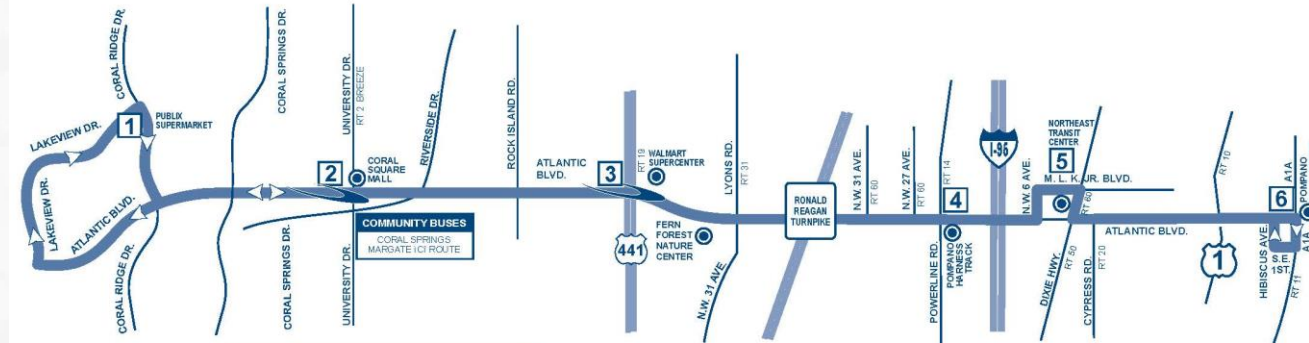 CORAL RIDGE DR.
1
PUBLIX
SUPERMARKET
LAKEVIEW DR.
LAKEVIEW DR.
ATLANTIC BLVD.
CORAL RIDGE DR.
CORAL SPRINGS DR.
CORAL SPRINGS DR.
CORAL SPRINGS DR.
UNIVERSITY DR.
RT 2 BREEZE
2
CORAL
SQUARE
MALL
UNIVERSITY DR.
RIVERSIDE DR.
COMMUNITY BUSES
CORAL SPRINGS
MARGATE (C) ROUTE
ROCK ISLAND RD.
ATLANTIC
BLVD.
3
RT 19
WALMART
SUPERCENTER
441
FERN
FOREST
NATURE
CENTER
LYONS RD.
RT 31
N.W. 31 AVE.
RONALD
REAGAN
TURNPIKE
N.W. 31 AVE.
RT 60
N.W. 27 AVE.
RT 60
RT 14
4
POWERLINE RD.
POMPANO
HARNESS
TRACK
I-95
N.W. 6 AVE.
NORTHEAST
TRANSIT
CENTER
5
M. L. K. JR. BLVD.
RT 60
DIXIE HWY.
RT 50
CYPRESS RD.
RT 20
ATLANTIC BLVD.
RT 10
1
6
A1A
POMPANO
HIBISCUS AVE.
S.E.
1ST.
A1A
RT 11